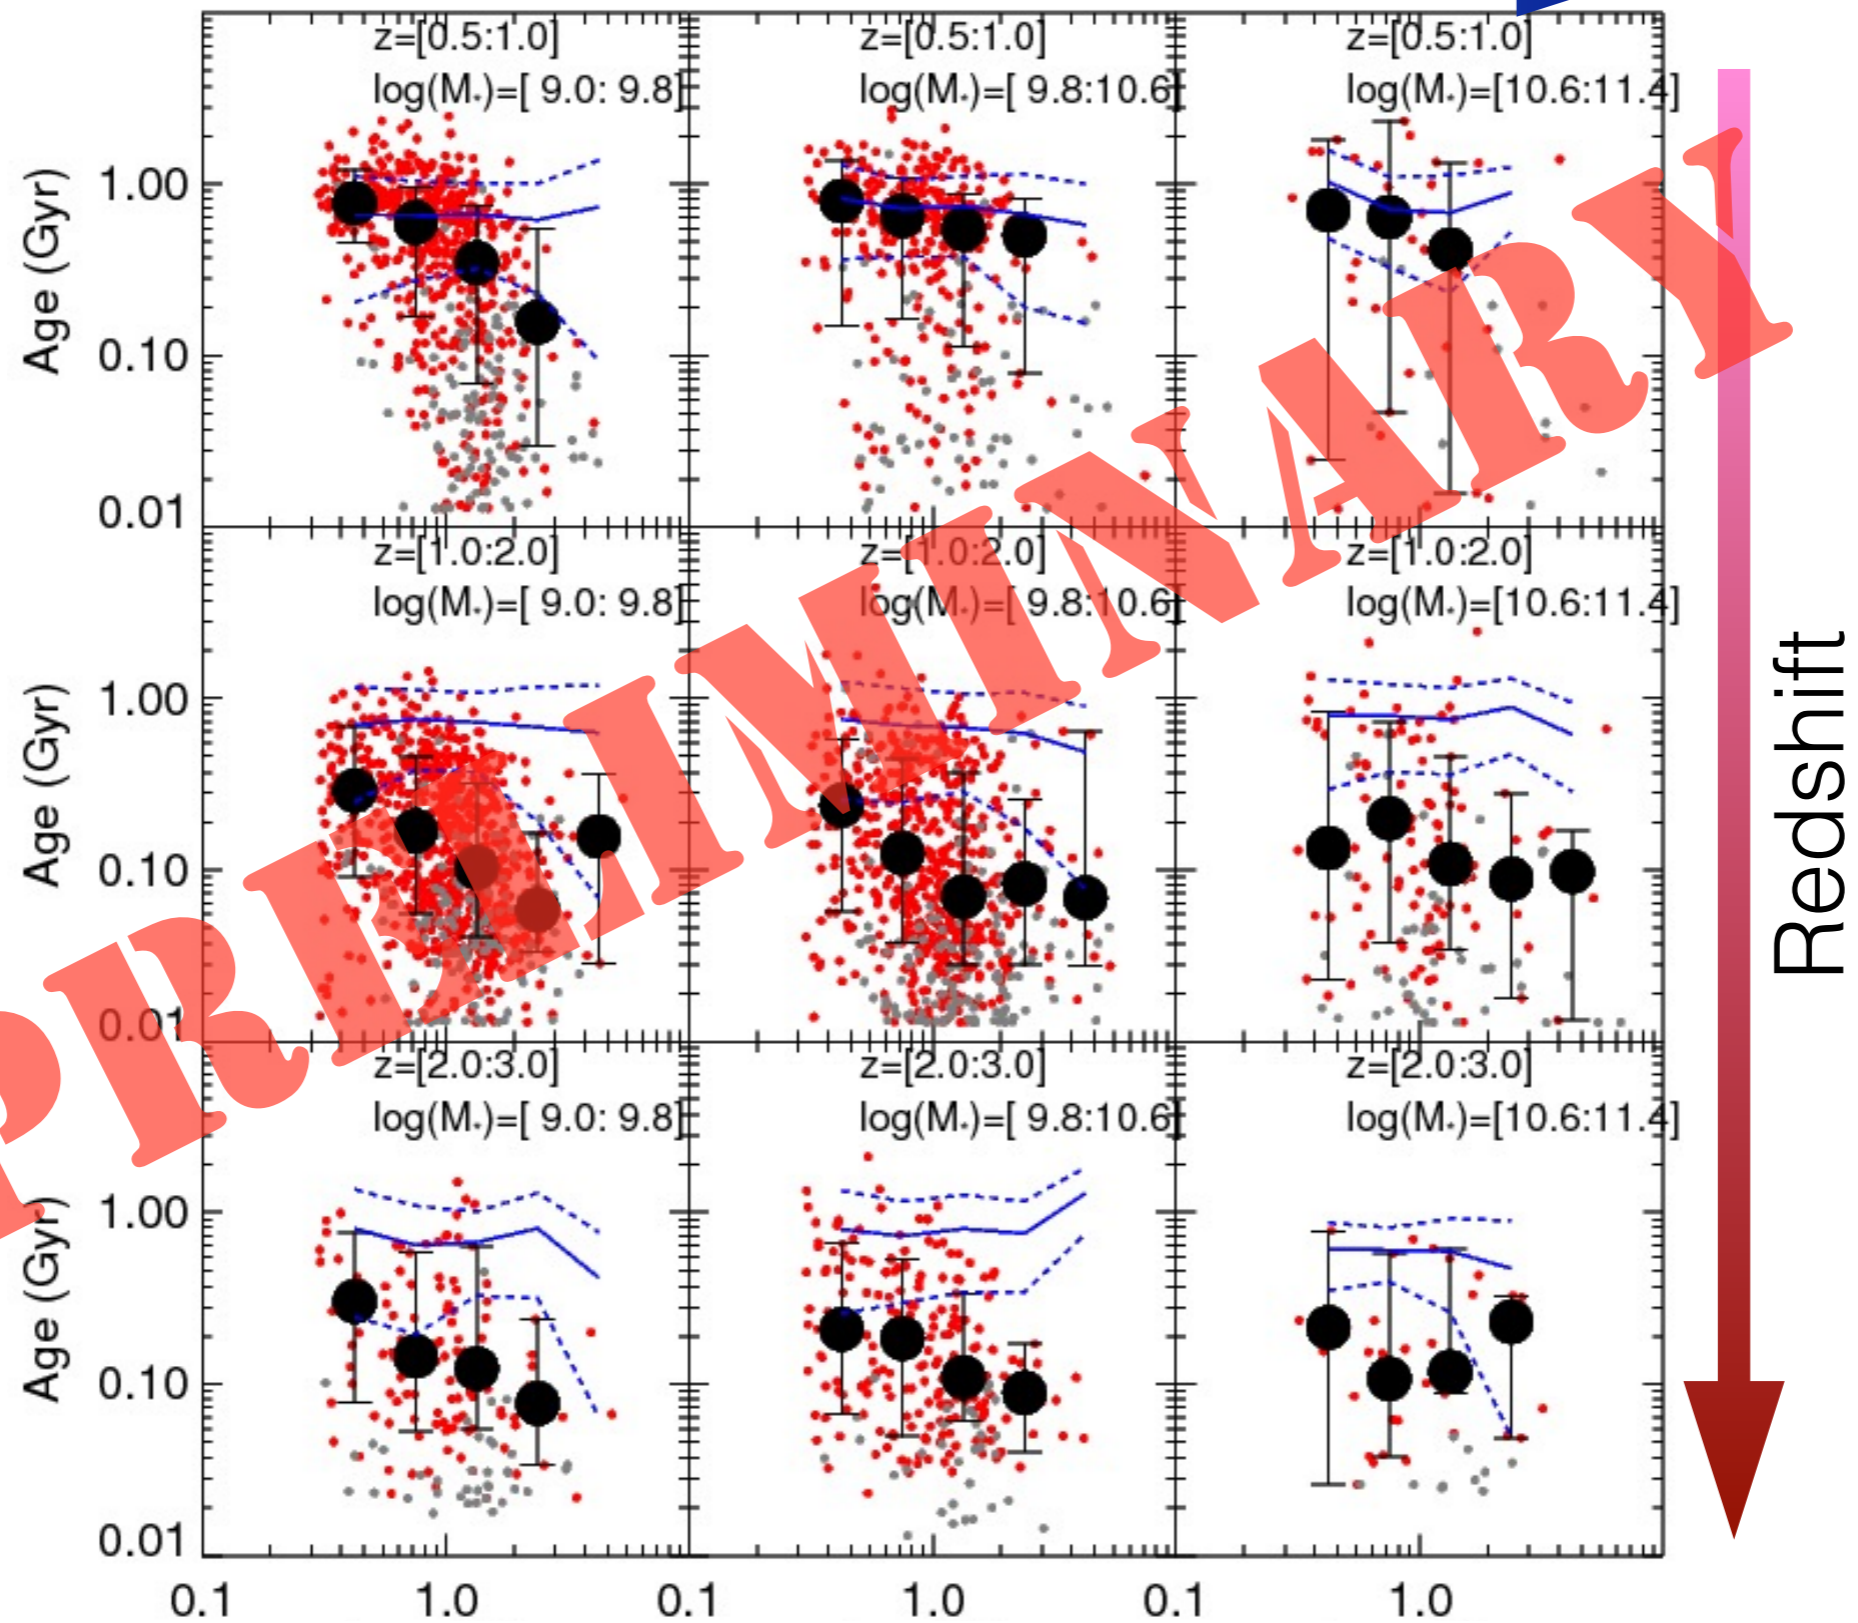 z=[0.5:1.0] z=[0.5:1.0] z=[0.5:1.0]
log(M*)=[ 9.0: 9.8] log(M*)=[ 9.8:10.6] log(M*)=[10.6:11.4]
Age (Gyr)
1.00
0.10
0.01
z=[1.0:2.0] z=[1.0:2.0] z=[1.0:2.0]
log(M*)=[ 9.0: 9.8] log(M*)=[ 9.8:10.6] log(M*)=[10.6:11.4]
Age (Gyr)
1.00
0.10
0.01
z=[2.0:3.0] z=[2.0:3.0] z=[2.0:3.0]
log(M*)=[ 9.0: 9.8] log(M*)=[ 9.8:10.6] log(M*)=[10.6:11.4]
Age (Gyr)
1.00
0.10
0.01
0.1 1.0 0.1 1.0 0.1 1.0
Redshift
PRELIMINARY